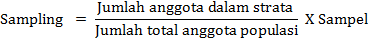 Sampling = Jumlah anggota dalam strata / Jumlah total anggota populasi X Sampel